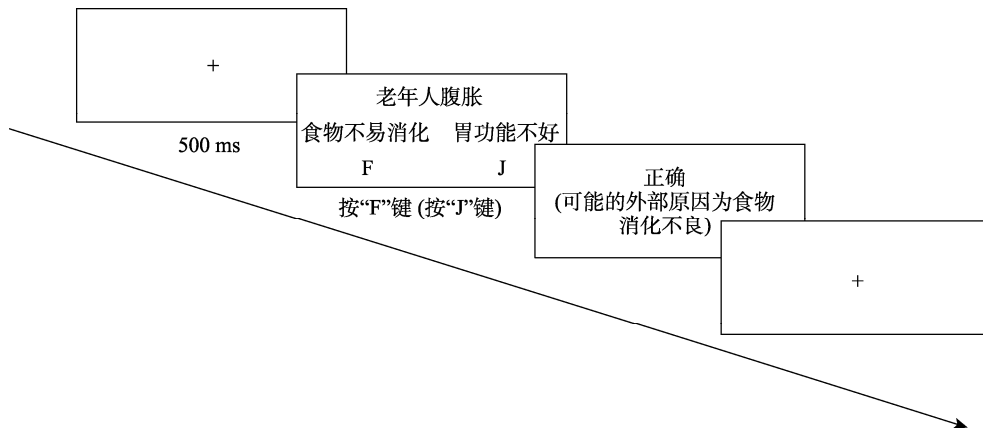 +
500 ms
老年人腹胀
食物不易消化 胃功能不好
F J
按“F”键 (按“J”键)
正确
(可能的外部原因为食物
消化不良)
+